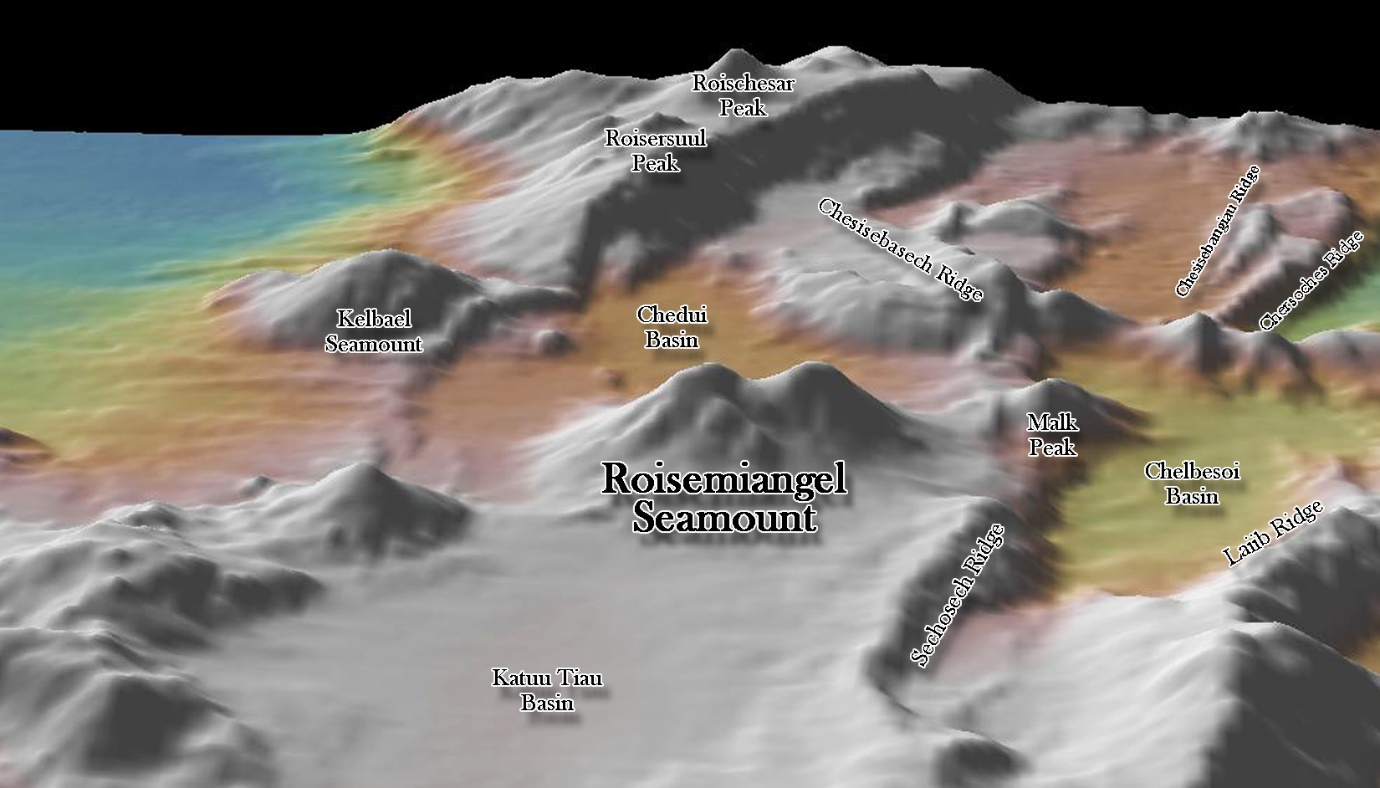 Roischesar
Peak
Roisersuul
Peak
Chesisebangiau Ridge
Chesisebasech Ridge
Chersoches Ridge
Kelbael
Seamount
Chedui
Basin
Malk
Peak
Roisemiangel
Seamount
Chelbesoi
Basin
Laiib Ridge
Sechosech Ridge
Katuu Tiau
Basin